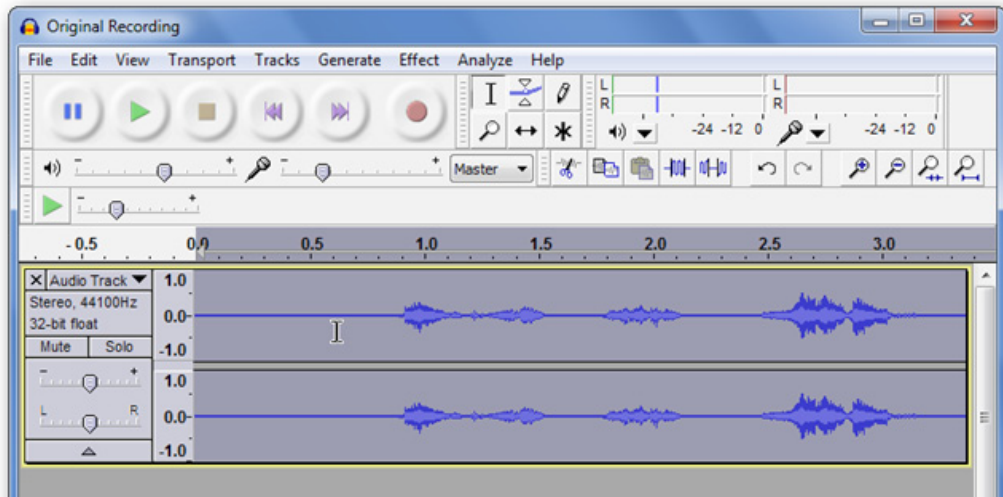 Original Recording
File Edit View Transport Tracks Generate Effect Analyze Help
L
R
-24 -12 0
L
R
-24 -12 0
- + - + Master
- +
- 0.5 0.0 0.5 1.0 1.5 2.0 2.5 3.0
X Audio Track 1.0
Stereo, 44100Hz
32-bit float 0.0-
Mute Solo -1.0
- + 1.0
L R 0.0-
-1.0